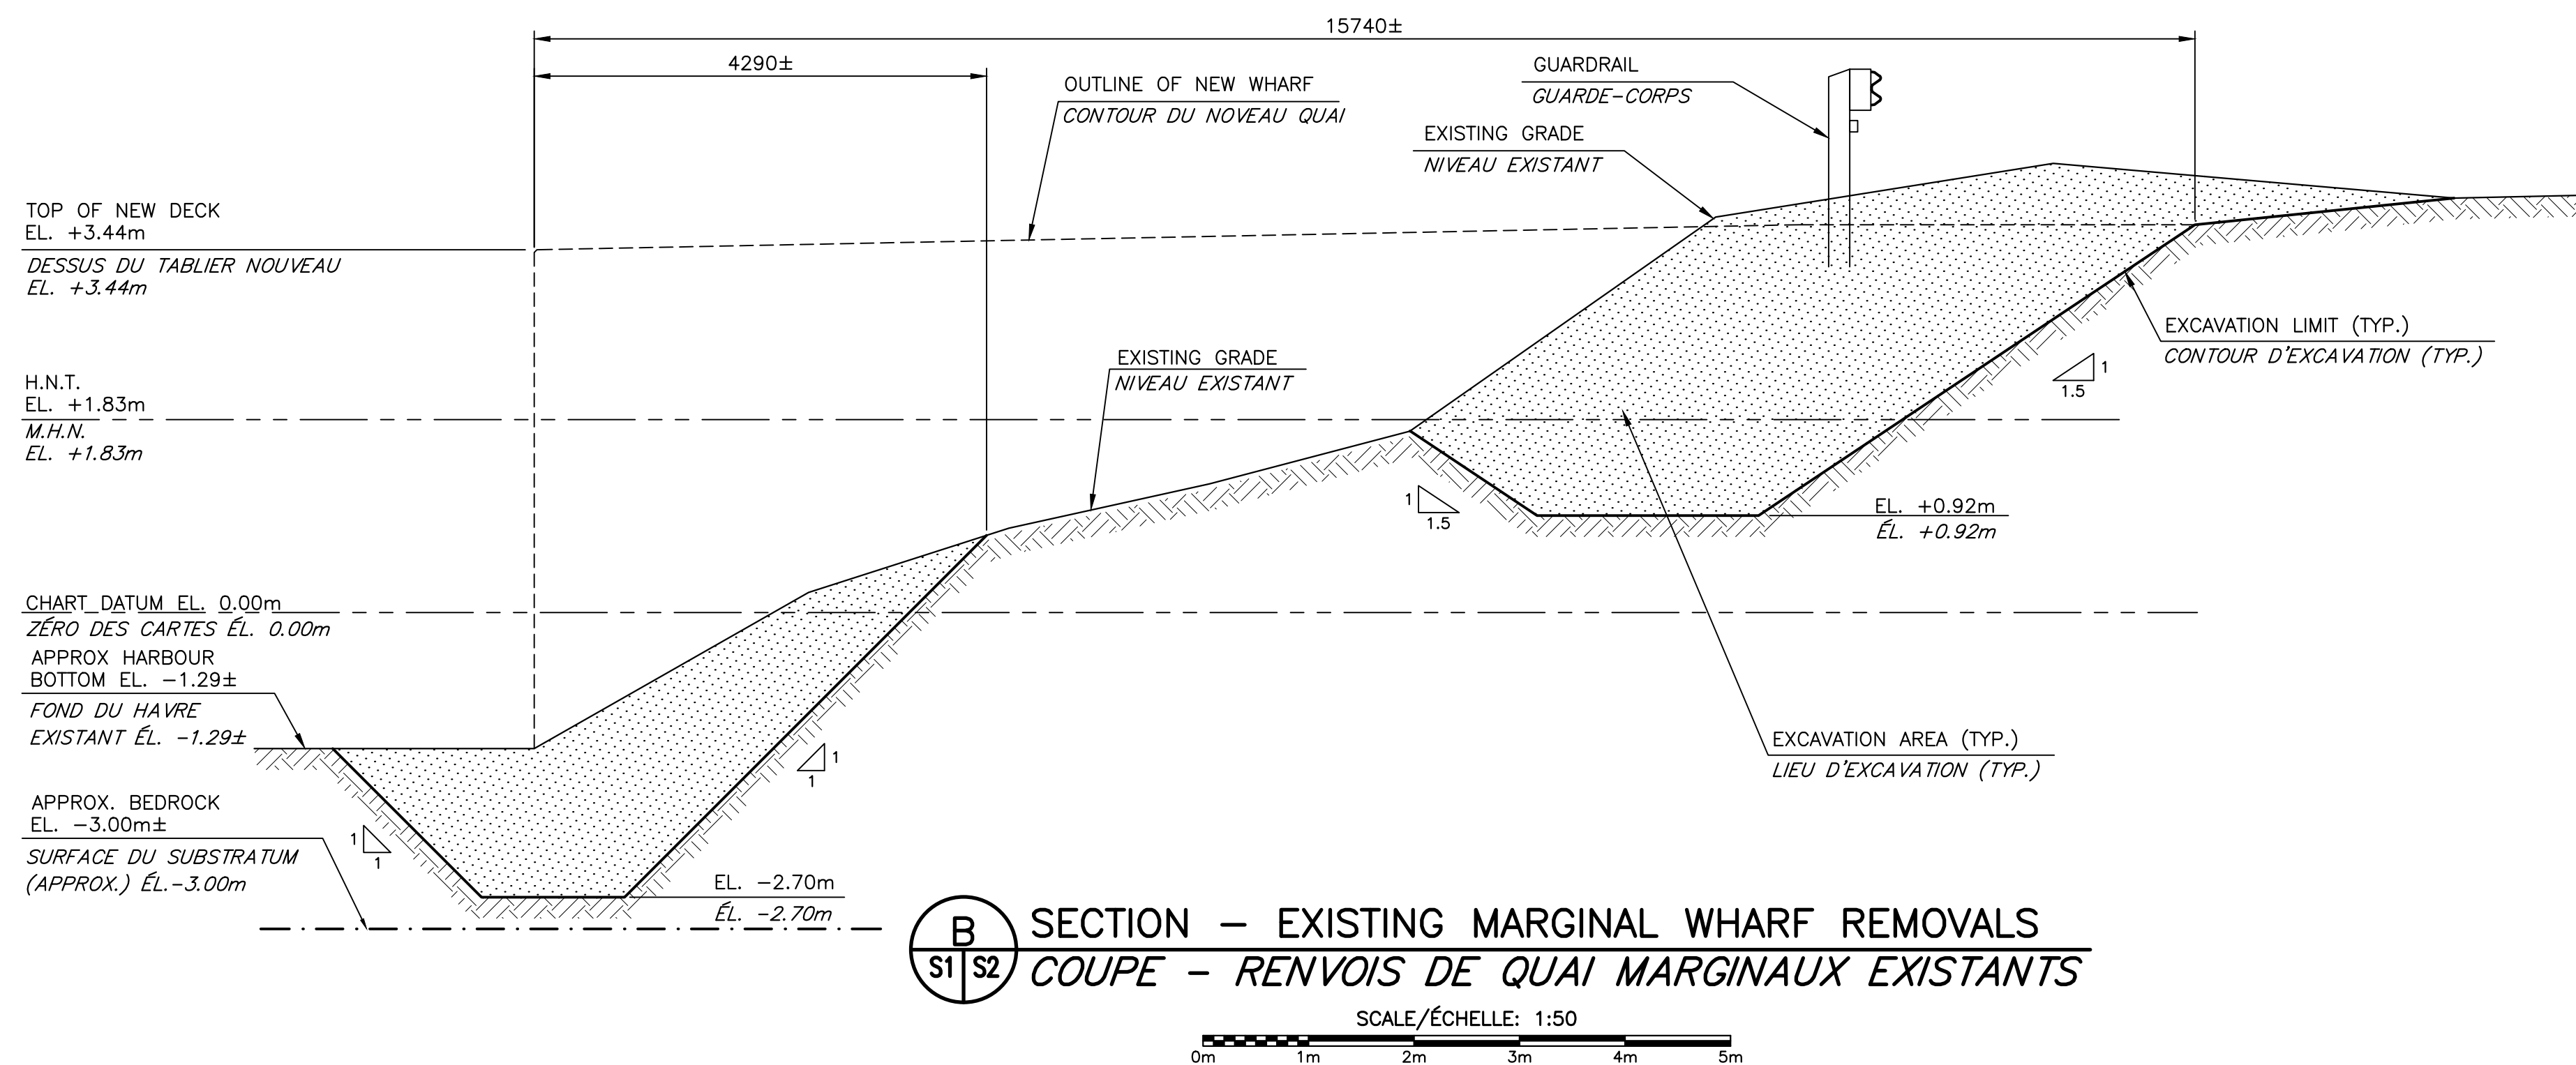 15740±
4290±
OUTLINE OF NEW WHARF
CONTOUR DU NOVEAU QUAI
GUARDRAIL
GUARDE-CORPS
EXISTING GRADE
NIVEAU EXISTANT
TOP OF NEW DECK
EL. +3.44m
DESSUS DU TABLIER NOUVEAU
EL. +3.44m
EXCAVATION LIMIT (TYP.)
CONTOUR D'EXCAVATION (TYP.)
1
1.5
EXISTING GRADE
NIVEAU EXISTANT
H.N.T.
EL. +1.83m
M.H.N.
EL. +1.83m
1
1.5
EL. +0.92m
ÉL. +0.92m
CHART DATUM EL. 0.00m
ZÉRO DES CARTES ÉL. 0.00m
APPROX HARBOUR
BOTTOM EL. -1.29±
FOND DU HAVRE
EXISTANT ÉL. -1.29±
1
1
EXCAVATION AREA (TYP.)
LIEU D'EXCAVATION (TYP.)
APPROX. BEDROCK
EL. -3.00m±
SURFACE DU SUBSTRATUM
(APPROX.) ÉL.-3.00m
1
1
EL. -2.70m
ÉL. -2.70m
B
S1 S2
SECTION - EXISTING MARGINAL WHARF REMOVALS
COUPE - RENVOIS DE QUAI MARGINAUX EXISTANTS
SCALE/ÉCHELLE: 1:50
0m 1m 2m 3m 4m 5m